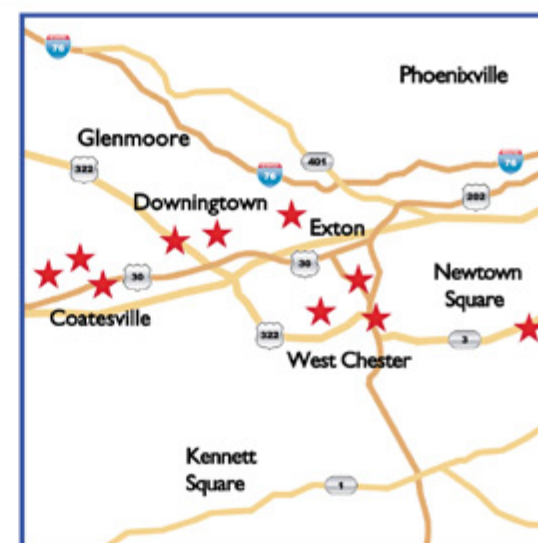 76
Phoenixville
Glenmoore
401
76
322
76
202
Downingtown
Exton
30
30
Newtown
Square
Coatesville
322
3
West Chester
Kennett
Square
1